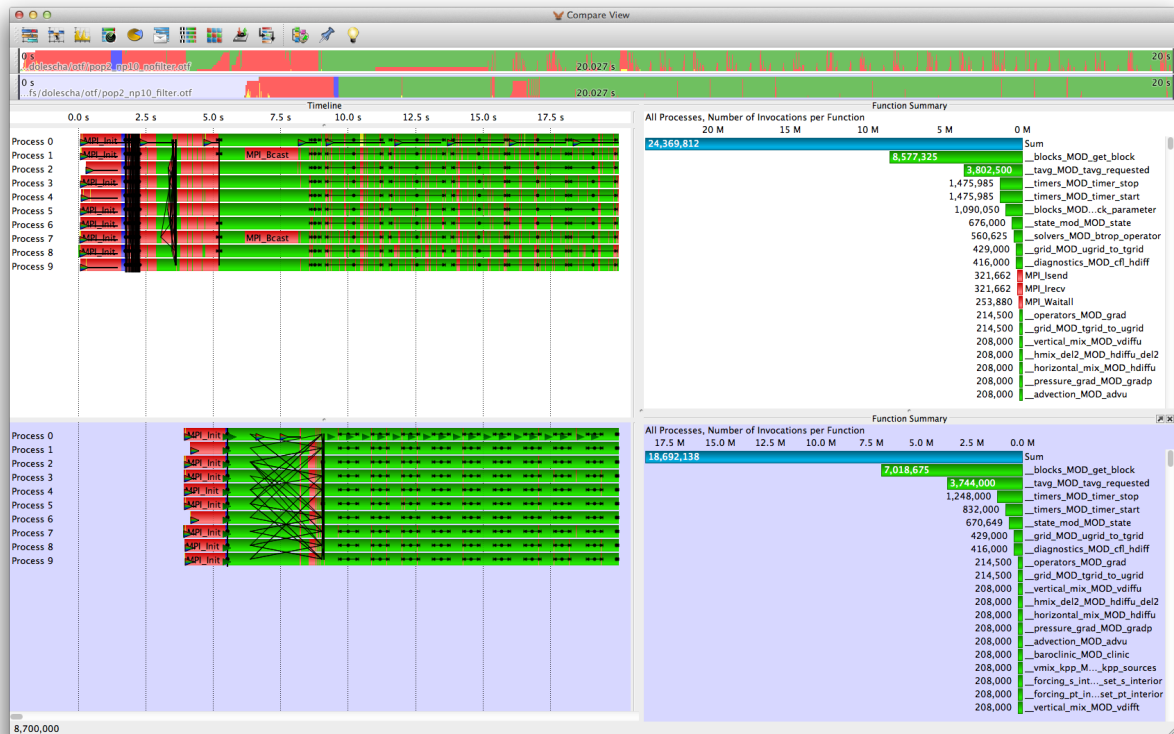 Compare View
0 s
20 s
dolescha/otf/pop2_np10_nofilter.otf
20.027 s
0 s
20 s
...fs/dolescha/otf/pop2_np10_filter.otf
20.027 s
Timeline
0.0 s 2.5 s 5.0 s 7.5 s 10.0 s 12.5 s 15.0 s 17.5 s
Process 0
Process 1 MPI_Init MPI_Bcast
Process 2
Process 3 MPI_Init
Process 4 MPI_Init
Process 5 MPI_Init
Process 6 MPI_Init
Process 7 MPI_Init MPI_Bcast
Process 8 MPI_Init
Process 9
Function Summary
All Processes, Number of Invocations per Function
20 M 15 M 10 M 5 M 0 M
24,369,812 Sum
8,577,325 __blocks_MOD_get_block
3,802,500 __tavg_MOD_tavg_requested
1,475,985 __timers_MOD_timer_stop
1,475,985 __timers_MOD_timer_start
1,090,050 __blocks_MOD...ck_parameter
676,000 __state_mod_MOD_state
560,625 __solvers_MOD_btrop_operator
429,000 __grid_MOD_ugrid_to_tgrid
416,000 __diagnostics_MOD_cfl_hdiff
321,662 MPI_Isend
321,662 MPI_Irecv
253,880 MPI_Waitall
214,500 __operators_MOD_grad
214,500 __grid_MOD_tgrid_to_ugrid
208,000 __vertical_mix_MOD_vdiffu
208,000 __hmix_del2_MOD_hdiffu_del2
208,000 __horizontal_mix_MOD_hdiffu
208,000 __pressure_grad_MOD_gradp
208,000 __advection_MOD_advu
Process 0 MPI_Init
Process 1
Process 2 MPI_Init
Process 3 MPI_Init
Process 4 MPI_Init
Process 5 MPI_Init
Process 6
Process 7 MPI_Init
Process 8 MPI_Init
Process 9 MPI_Init
Function Summary
All Processes, Number of Invocations per Function
17.5 M 15.0 M 12.5 M 10.0 M 7.5 M 5.0 M 2.5 M 0.0 M
18,692,138 Sum
7,018,675 __blocks_MOD_get_block
3,744,000 __tavg_MOD_tavg_requested
1,248,000 __timers_MOD_timer_stop
832,000 __timers_MOD_timer_start
670,649 __state_mod_MOD_state
429,000 __grid_MOD_ugrid_to_tgrid
416,000 __diagnostics_MOD_cfl_hdiff
214,500 __operators_MOD_grad
214,500 __grid_MOD_tgrid_to_ugrid
208,000 __vertical_mix_MOD_vdiffu
208,000 __hmix_del2_MOD_hdiffu_del2
208,000 __horizontal_mix_MOD_hdiffu
208,000 __pressure_grad_MOD_gradp
208,000 __advection_MOD_advu
208,000 __baroclinic_MOD_clinic
208,000 __vmix_kpp_M..._kpp_sources
208,000 __forcing_s_int..._set_s_interior
208,000 __forcing_pt_in...set_pt_interior
208,000 __vertical_mix_MOD_vdifft
8,700,000